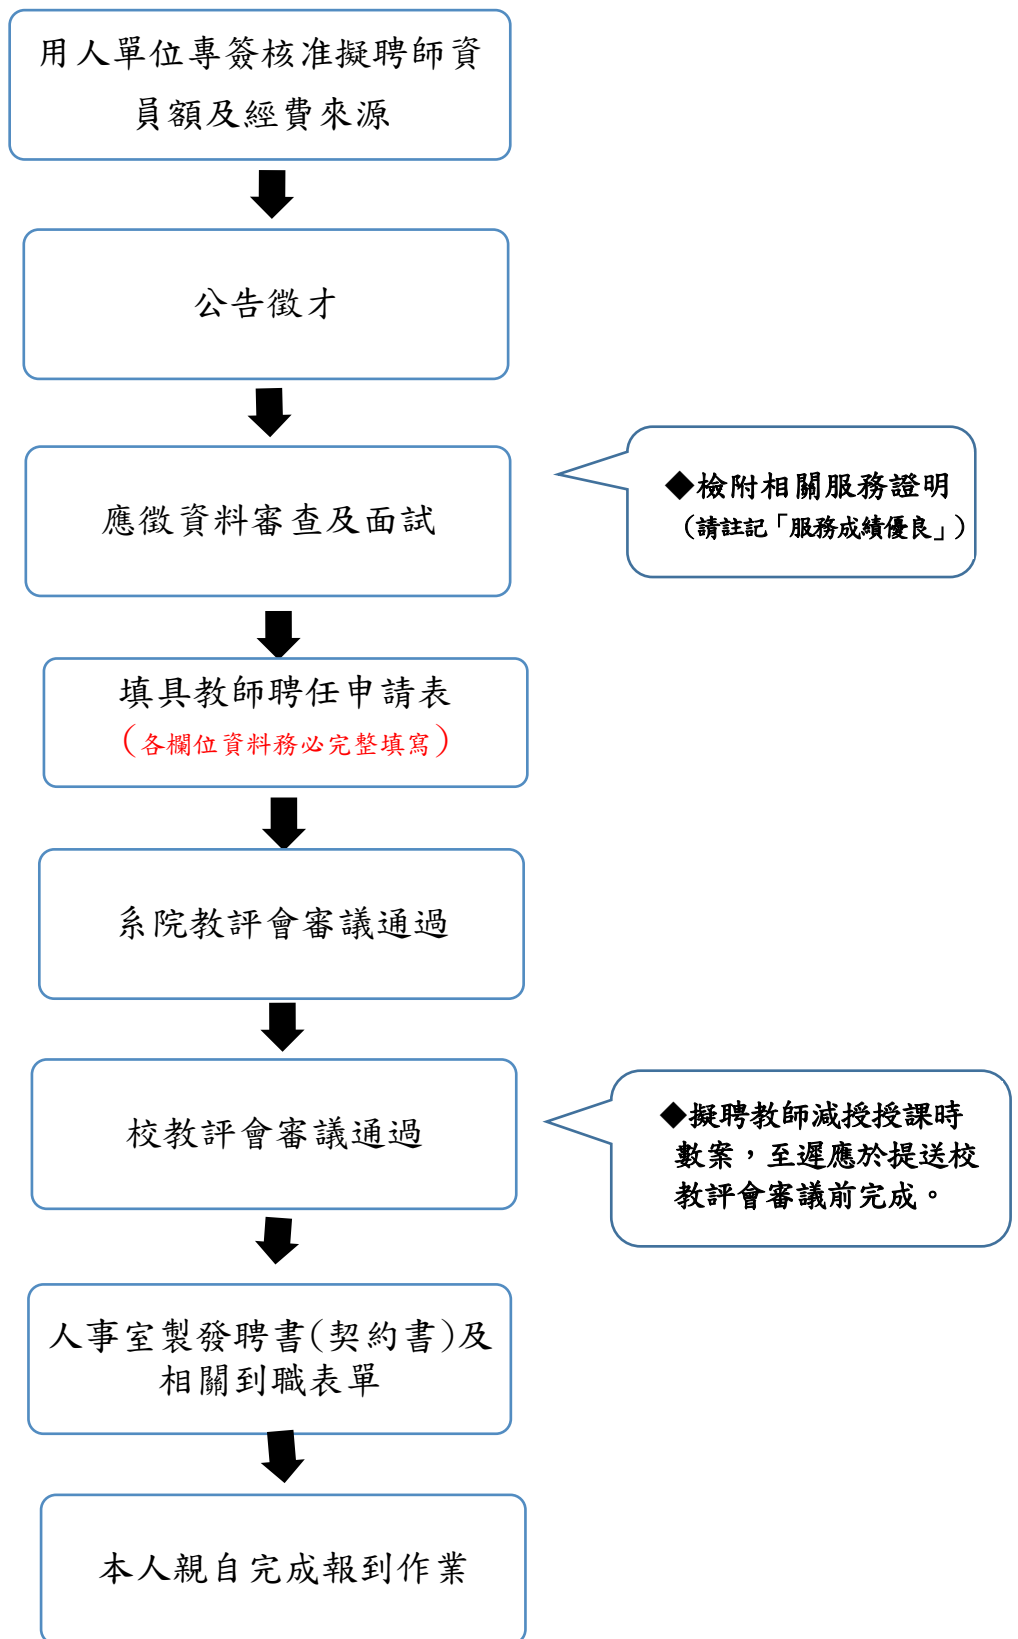 用人單位專簽核准擬聘師資
員額及經費來源
公告徵才
應徵資料審查及面試
◆檢附相關服務證明
（請註記「服務成績優良」）
填具教師聘任申請表
（各欄位資料務必完整填寫）
系院教評會審議通過
校教評會審議通過
◆擬聘教師減授授課時
數案，至遲應於提送校
教評會審議前完成。
人事室製發聘書(契約書)及
相關到職表單
本人親自完成報到作業